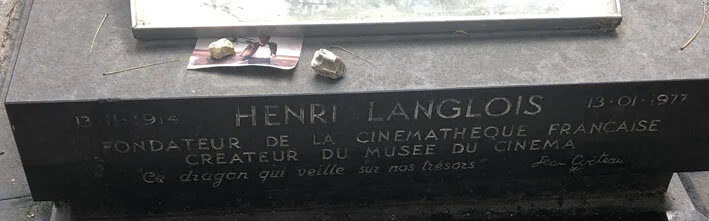 13-11-1914 HENRI LANGLOIS 13-01-1977
FONDATEUR DE LA CINEMATHEQUE FRANCAISE
CREATEUR DU MUSEE DU CINEMA
"Ce dragon qui veille sur nos trésors" Jean Cocteau